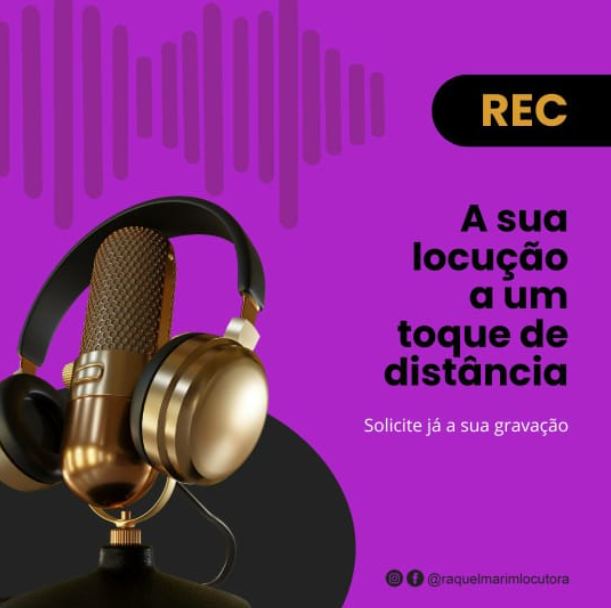 REC
A sua
locução
a um
toque de
distância
Solicite já a sua gravação
@raquelmarimlocutora